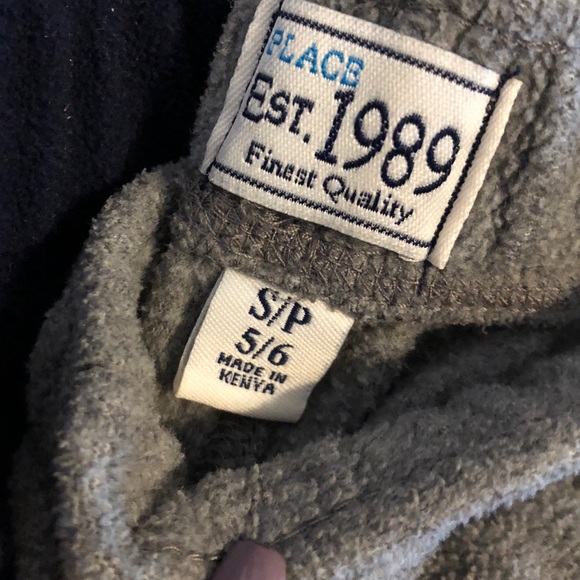 PLACE
EST. 1989
Finest Quality
S/P
5/6
MADE IN
KENYA